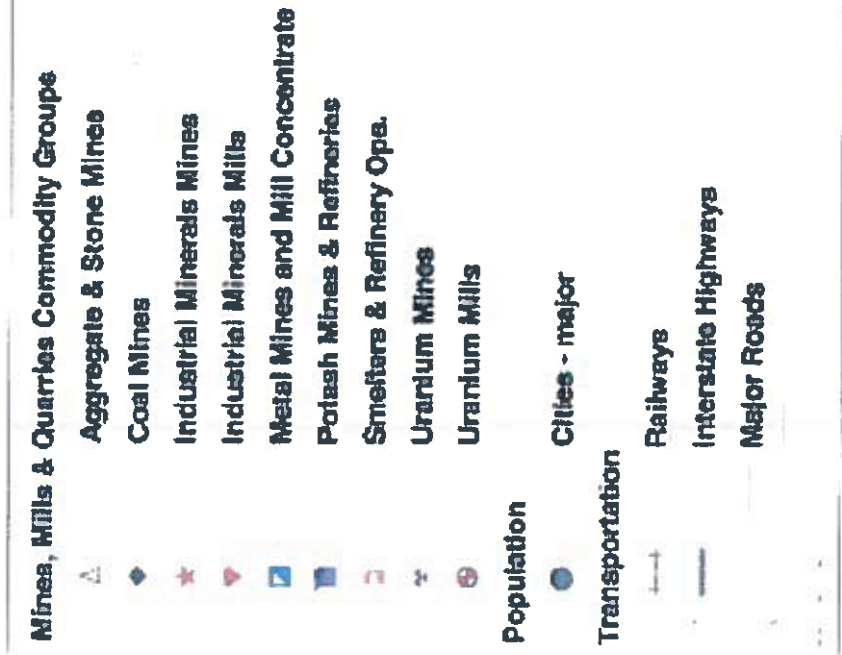 Mines, Mills & Quarries Commodity Groups
Aggregate & Stone Mines
Coal Mines
Industrial Minerals Mines
Industrial Minerals Mills
Metal Mines and Mill Concentrate
Potash Mines & Refineries
Smelters & Refinery Ops.
Uranium Mines
Uranium Mills
Population
Cities - major
Transportation
Railways
Interstate Highways
Major Roads